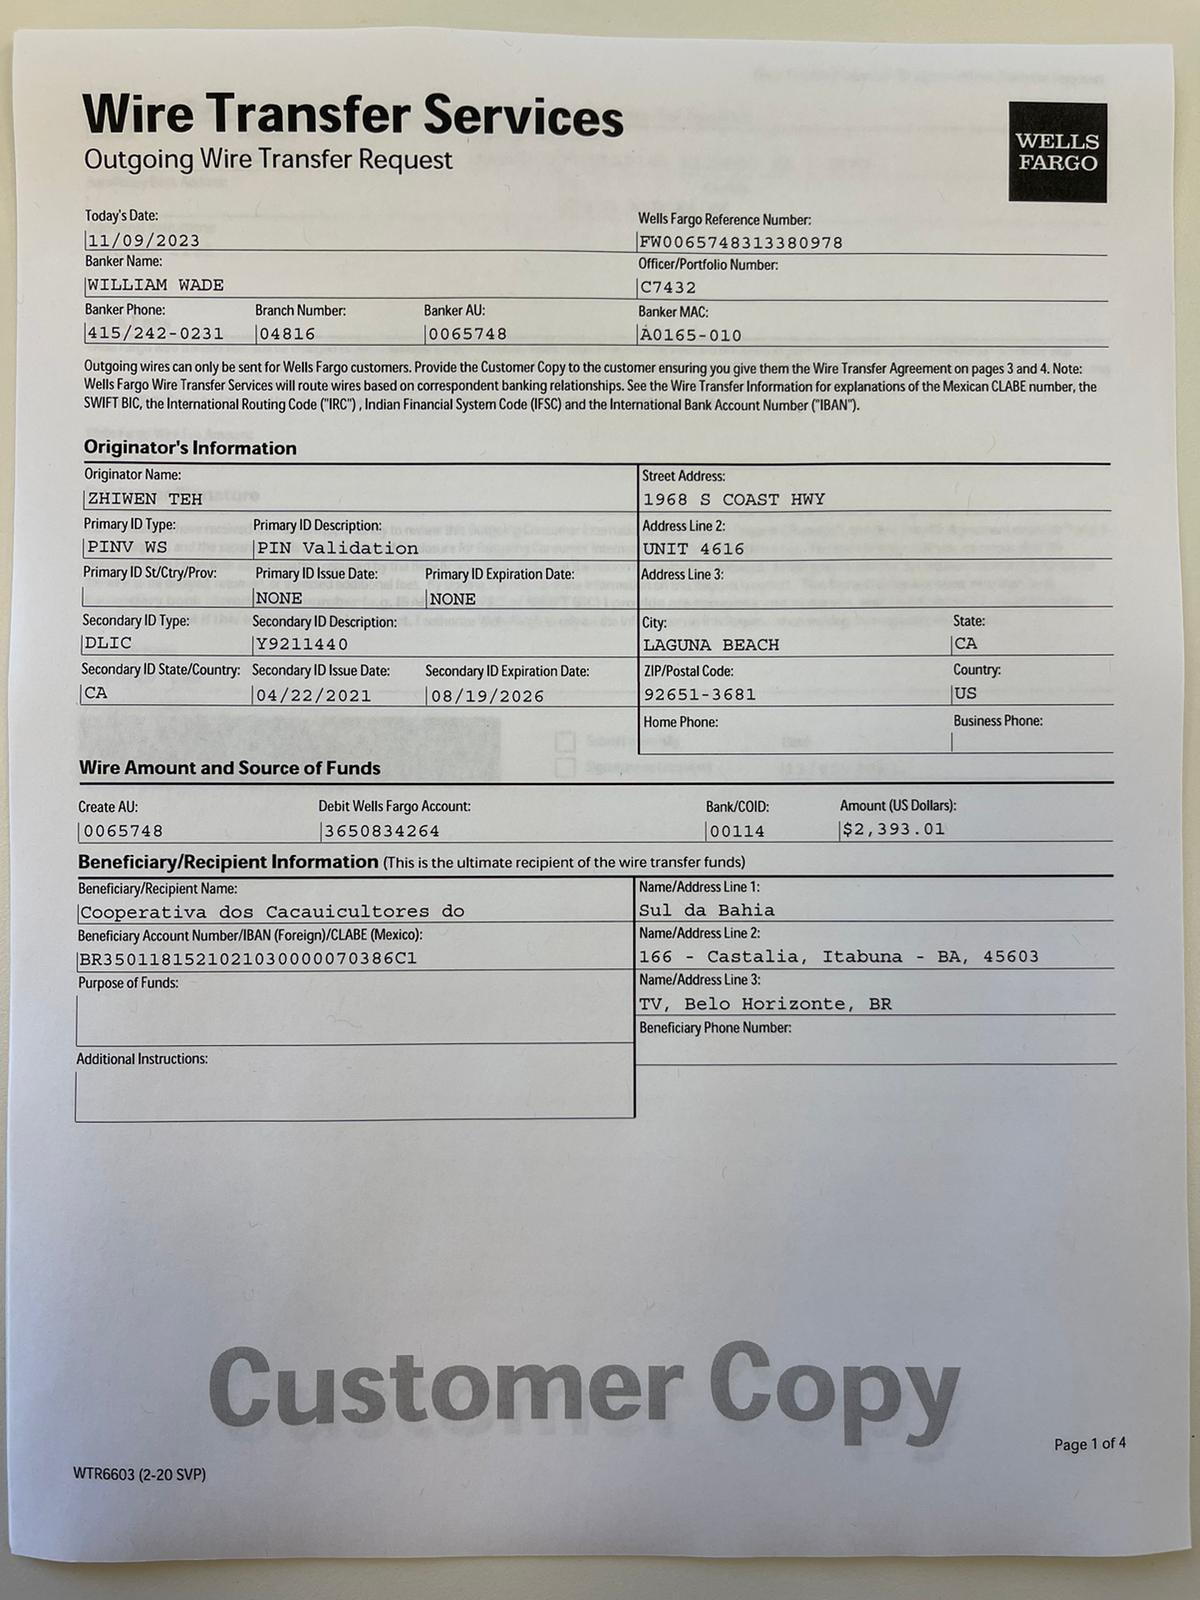 Wire Transfer Services
Outgoing Wire Transfer Request
WELLS
FARGO
Today's Date:
11/09/2023
Wells Fargo Reference Number:
FW0065748313380978
Banker Name:
WILLIAM WADE
Officer/Portfolio Number:
C7432
Banker Phone: Branch Number: Banker AU: Banker MAC:
415/242-0231 04816 0065748 A0165-010
Outgoing wires can only be sent for Wells Fargo customers. Provide the Customer Copy to the customer ensuring you give them the Wire Transfer Agreement on pages 3 and 4. Note:
Wells Fargo Wire Transfer Services will route wires based on correspondent banking relationships. See the Wire Transfer Information for explanations of the Mexican CLABE number, the
SWIFT BIC, the International Routing Code ("IRC") , Indian Financial System Code (IFSC) and the International Bank Account Number ("IBAN").
Originator's Information
Originator Name: Street Address:
ZHIWEN TEH 1968 S COAST HWY
Primary ID Type: Primary ID Description: Address Line 2:
PINV WS PIN Validation UNIT 4616
Primary ID St/Ctry/Prov: Primary ID Issue Date: Primary ID Expiration Date: Address Line 3:
NONE NONE
Secondary ID Type: Secondary ID Description: City: State:
DLIC Y9211440 LAGUNA BEACH CA
Secondary ID State/Country: Secondary ID Issue Date: Secondary ID Expiration Date: ZIP/Postal Code: Country:
CA 04/22/2021 08/19/2026 92651-3681 US
Home Phone: Business Phone:
Wire Amount and Source of Funds
Create AU: Debit Wells Fargo Account: Bank/COID: Amount (US Dollars):
0065748 3650834264 00114 $2,393.01
Beneficiary/Recipient Information (This is the ultimate recipient of the wire transfer funds)
Beneficiary/Recipient Name: Name/Address Line 1:
Cooperativa dos Cacauicultores do Sul da Bahia
Beneficiary Account Number/IBAN (Foreign)/CLABE (Mexico): Name/Address Line 2:
BR3501181521021030000070386C1 166 - Castalia, Itabuna - BA, 45603
Purpose of Funds: Name/Address Line 3:
TV, Belo Horizonte, BR
Beneficiary Phone Number:
Additional Instructions:
Customer Copy
Page 1 of 4
WTR6603 (2-20 SVP)